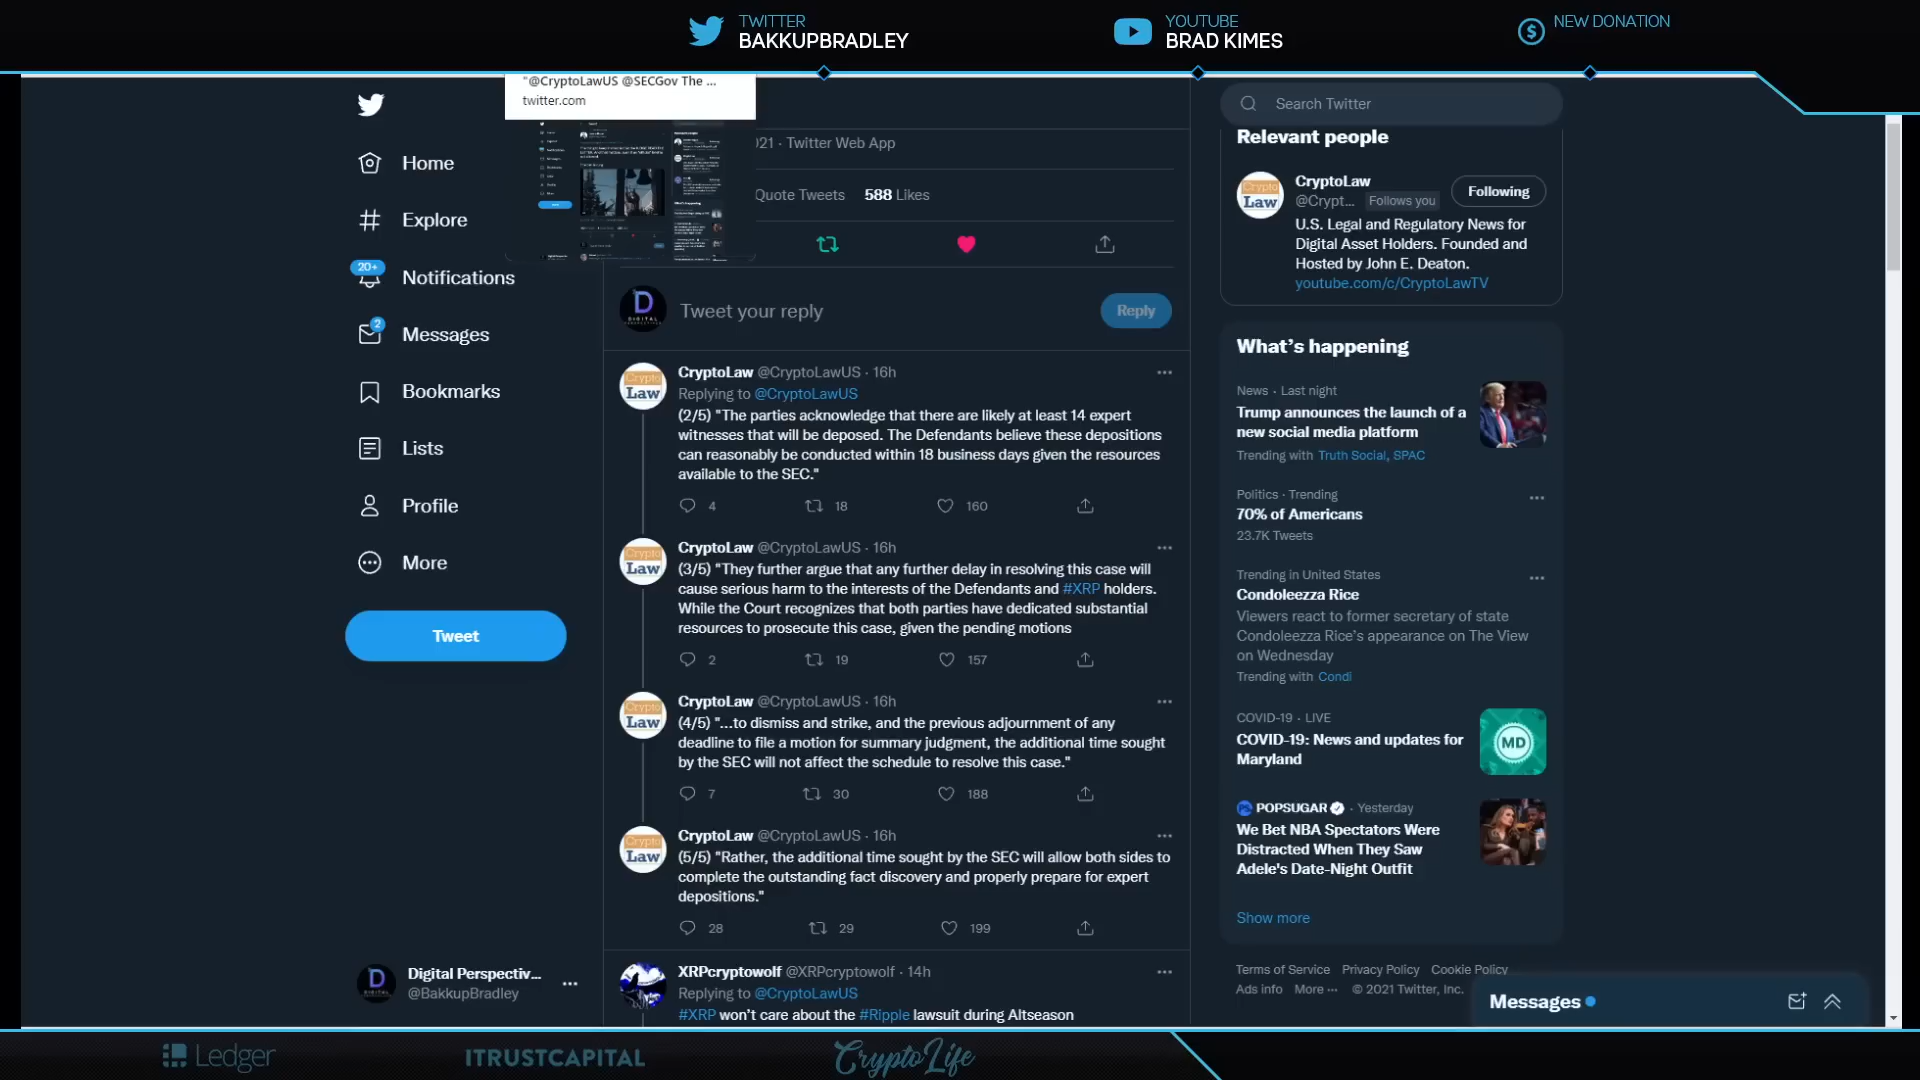 TWITTER
BAKKUPBRADLEY
YOUTUBE
BRAD KIMES
NEW DONATION
"@CryptoLawUS @SECGov The ...
twitter.com
Home
Explore
20+
Notifications
2
Messages
Bookmarks
Lists
Profile
More
Tweet
Digital Perspectiv...
@BakkupBradley
021 · Twitter Web App
Quote Tweets 588 Likes
Tweet your reply
Reply
CryptoLaw @CryptoLawUS · 16h
Replying to @CryptoLawUS
(2/5) "The parties acknowledge that there are likely at least 14 expert
witnesses that will be deposed. The Defendants believe these depositions
can reasonably be conducted within 18 business days given the resources
available to the SEC."
4 18 160
CryptoLaw @CryptoLawUS · 16h
(3/5) "They further argue that any further delay in resolving this case will
cause serious harm to the interests of the Defendants and #XRP holders.
While the Court recognizes that both parties have dedicated substantial
resources to prosecute this case, given the pending motions
2 19 157
CryptoLaw @CryptoLawUS · 16h
(4/5) "...to dismiss and strike, and the previous adjournment of any
deadline to file a motion for summary judgment, the additional time sought
by the SEC will not affect the schedule to resolve this case."
7 30 188
CryptoLaw @CryptoLawUS · 16h
(5/5) "Rather, the additional time sought by the SEC will allow both sides to
complete the outstanding fact discovery and properly prepare for expert
depositions."
28 29 199
XRPcryptowolf @XRPcryptowolf · 14h
Replying to @CryptoLawUS
#XRP won't care about the #Ripple lawsuit during Altseason
Search Twitter
Relevant people
Crypto
Law
CryptoLaw
@Crypt... Follows you
Following
U.S. Legal and Regulatory News for
Digital Asset Holders. Founded and
Hosted by John E. Deaton.
youtube.com/c/CryptoLawTV
What's happening
News · Last night
Trump announces the launch of a
new social media platform
Trending with Truth Social, SPAC
Politics · Trending
70% of Americans
23.7K Tweets
Trending in United States
Condoleezza Rice
Viewers react to former secretary of state
Condoleezza Rice's appearance on The View
on Wednesday
Trending with Condi
COVID-19 · LIVE
COVID-19: News and updates for
Maryland
MD
POPSUGAR · Yesterday
We Bet NBA Spectators Were
Distracted When They Saw
Adele's Date-Night Outfit
Show more
Terms of Service Privacy Policy Cookie Policy
Ads info More ··· © 2021 Twitter, Inc.
Messages
Ledger
ITRUSTCAPITAL
CryptoLife